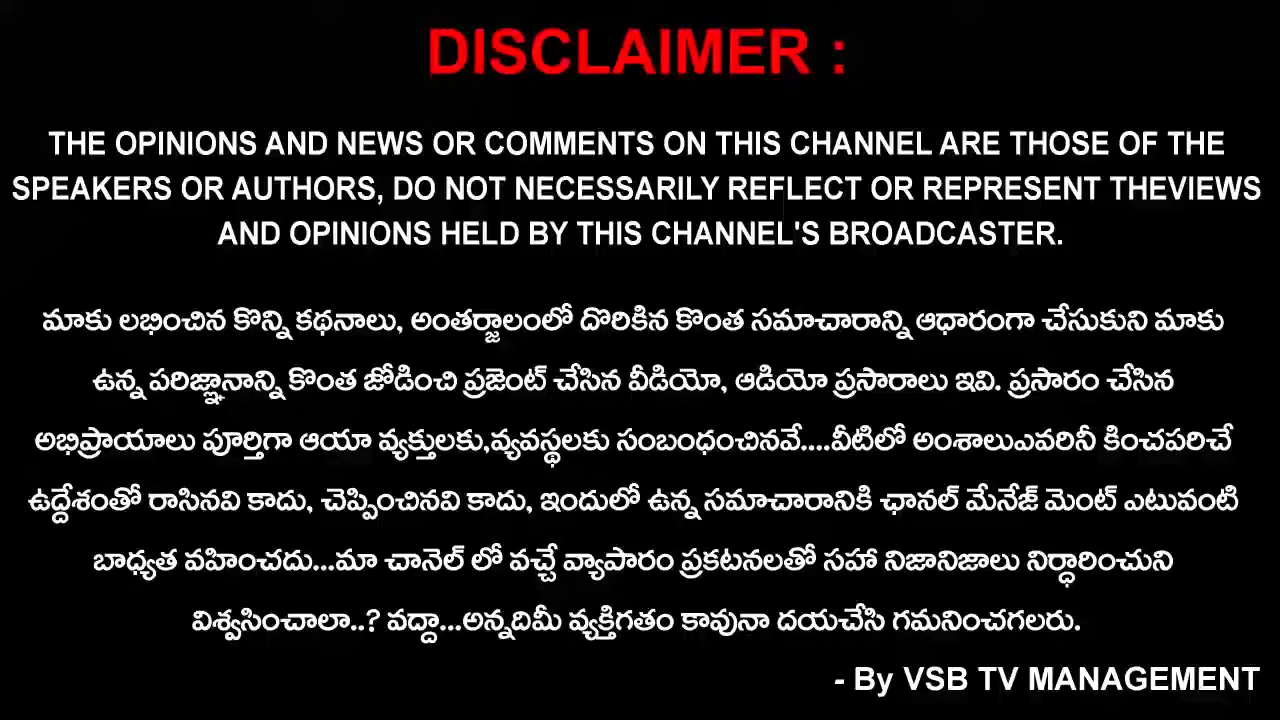 DISCLAIMER :
THE OPINIONS AND NEWS OR COMMENTS ON THIS CHANNEL ARE THOSE OF THE
SPEAKERS OR AUTHORS, DO NOT NECESSARILY REFLECT OR REPRESENT THEVIEWS
AND OPINIONS HELD BY THIS CHANNEL'S BROADCASTER.
మాకు లభించిన కొన్ని కథనాలు, అంతర్జాలంలో దొరికిన కొంత సమాచారాన్ని ఆధారంగా చేసుకుని మాకు
ఉన్న పరిజ్ఞానాన్ని కొంత జోడించి ప్రజెంట్ చేసిన వీడియో, ఆడియో ప్రసారాలు ఇవి. ప్రసారం చేసిన
అభిప్రాయాలు పూర్తిగా ఆయా వ్యక్తులకు,వ్యవస్థలకు సంబంధంచినవే....వీటిలో అంశాలుఎవరినీ కించపరిచే
ఉద్దేశంతో రాసినవి కాదు, చెప్పించినవి కాదు, ఇందులో ఉన్న సమాచారానికి ఛానల్ మేనేజ్ మెంట్ ఎటువంటి
బాధ్యత వహించదు...మా చానెల్ లో వచ్చే వ్యాపారం ప్రకటనలతో సహా నిజానిజాలు నిర్ధారించుని
విశ్వసించాలా..? వద్దా...అన్నదిమీ వ్యక్తిగతం కావునా దయచేసి గమనించగలరు.
- By VSB TV MANAGEMENT